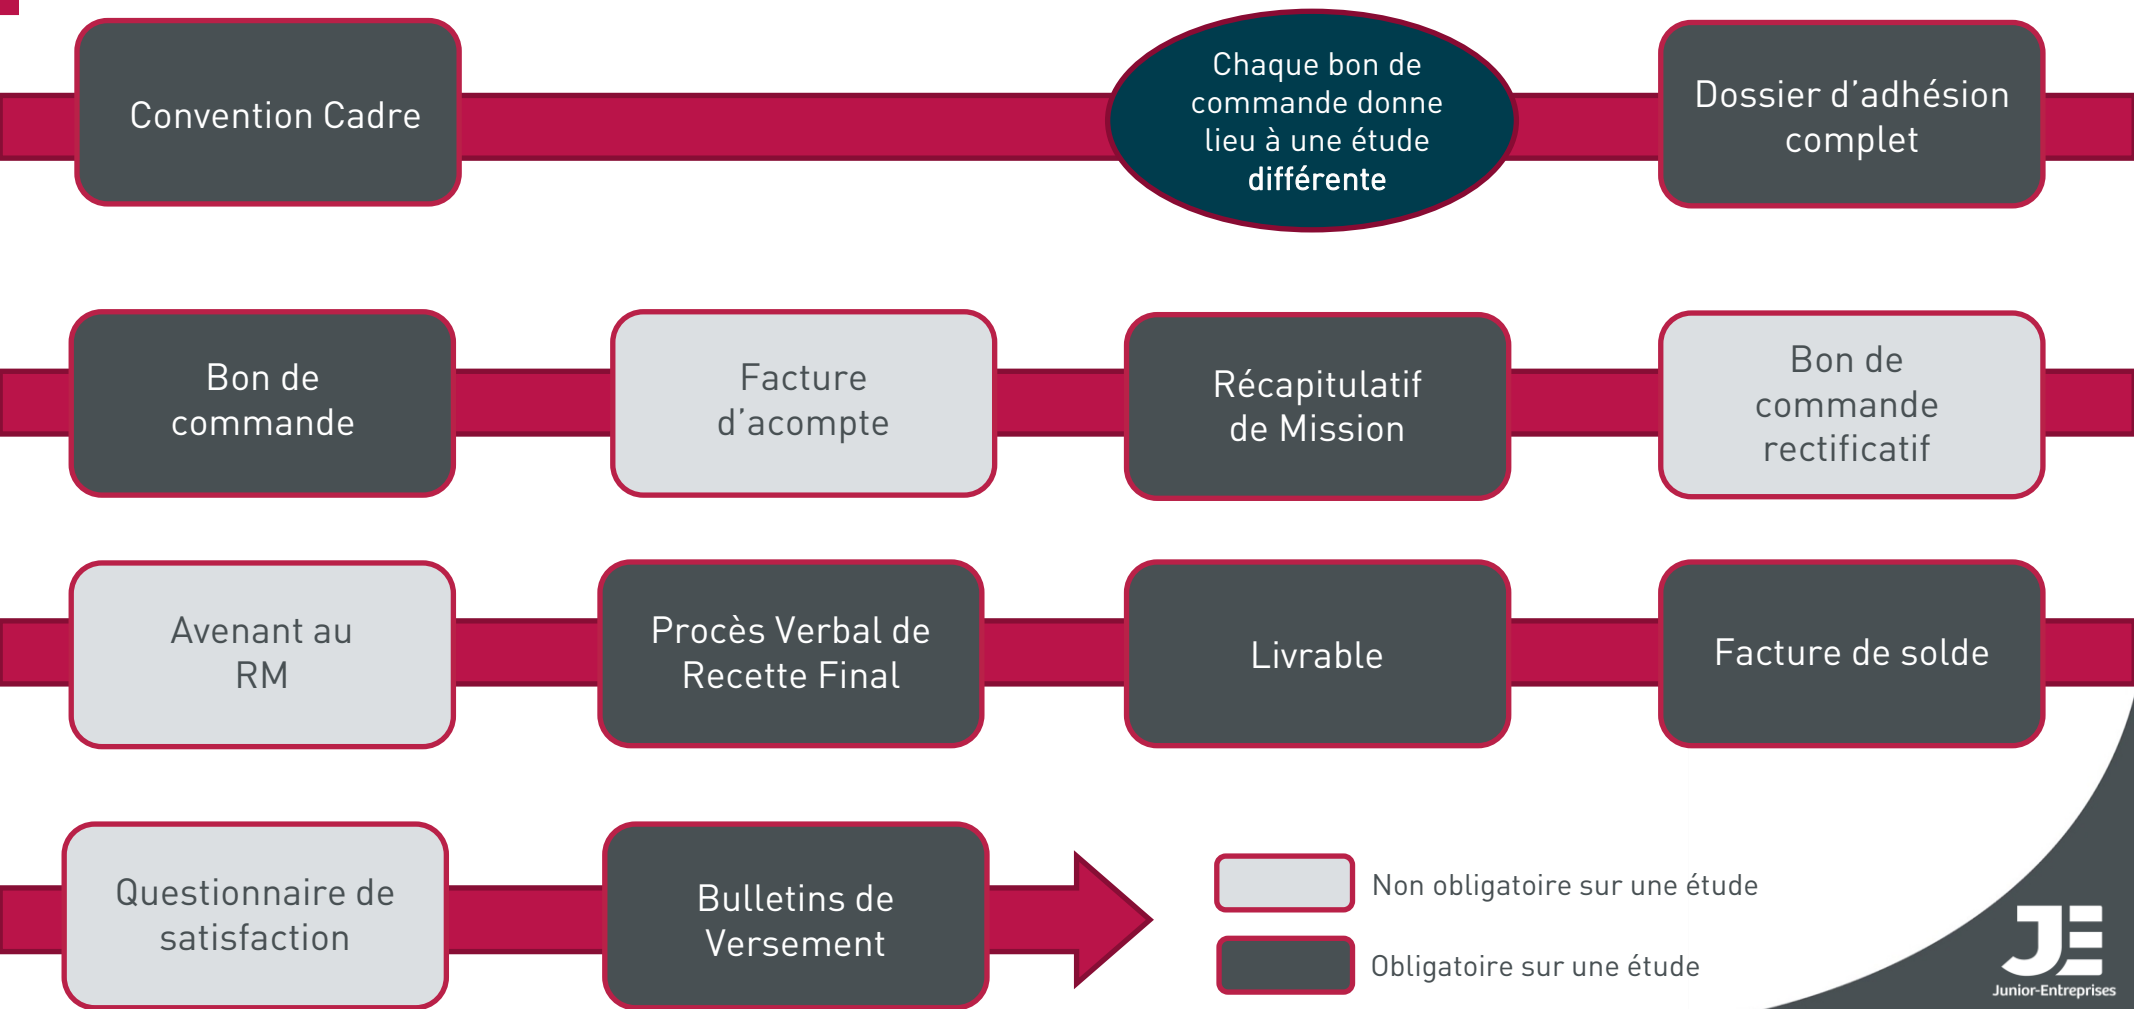 Convention Cadre
Chaque bon de
commande donne
lieu à une étude
différente
Dossier d'adhésion
complet
Bon de
commande
Facture
d'acompte
Récapitulatif
de Mission
Bon de
commande
rectificatif
Avenant au
RM
Procès Verbal de
Recette Final
Livrable
Facture de solde
Questionnaire de
satisfaction
Bulletins de
Versement
Non obligatoire sur une étude
Obligatoire sur une étude
JE
Junior-Entreprises